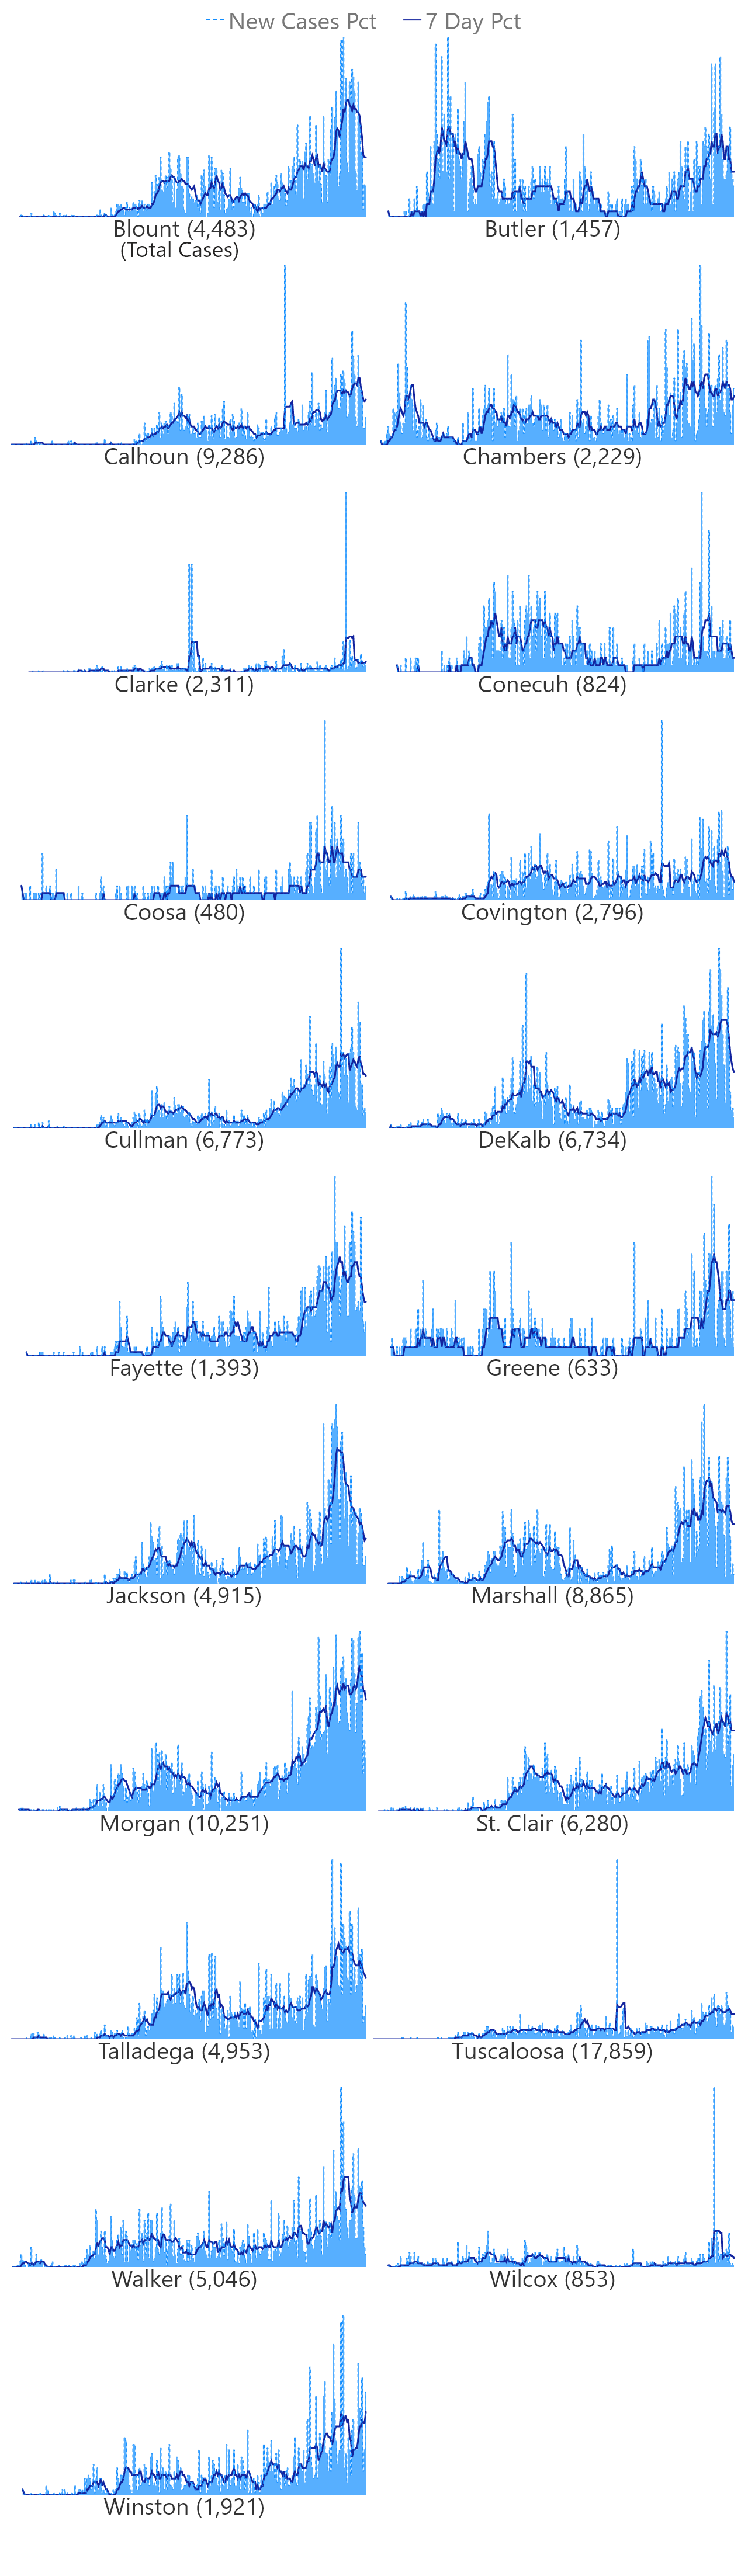 New Cases Pct 7 Day Pct
Blount (4,483) Butler (1,457)
(Total Cases)
Calhoun (9,286) Chambers (2,229)
Clarke (2,311) Conecuh (824)
Coosa (480) Covington (2,796)
Cullman (6,773) DeKalb (6,734)
Fayette (1,393) Greene (633)
Jackson (4,915) Marshall (8,865)
Morgan (10,251) St. Clair (6,280)
Talladega (4,953) Tuscaloosa (17,859)
Walker (5,046) Wilcox (853)
Winston (1,921)